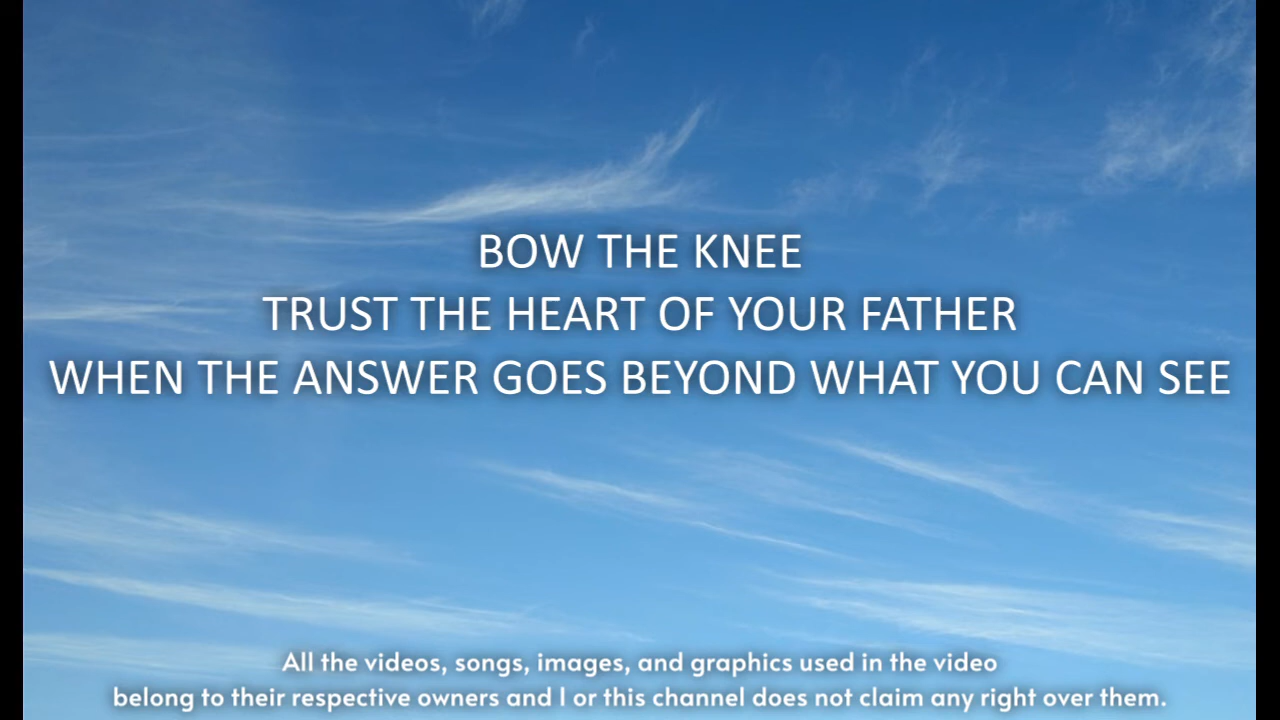 BOW THE KNEE
TRUST THE HEART OF YOUR FATHER
WHEN THE ANSWER GOES BEYOND WHAT YOU CAN SEE
All the videos, songs, images, and graphics used in the video
belong to their respective owners and I or this channel does not claim any right over them.